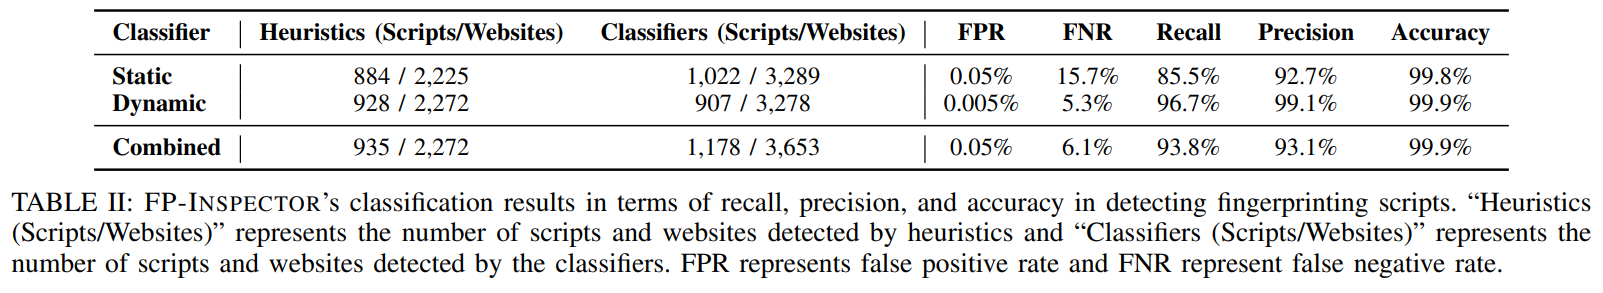 Classifier Heuristics (Scripts/Websites) Classifiers (Scripts/Websites) FPR FNR Recall Precision Accuracy
Static 884 / 2,225 1,022 / 3,289 0.05% 15.7% 85.5% 92.7% 99.8%
Dynamic 928 / 2,272 907 / 3,278 0.005% 5.3% 96.7% 99.1% 99.9%
Combined 935 / 2,272 1,178 / 3,653 0.05% 6.1% 93.8% 93.1% 99.9%
TABLE II: FP-INSPECTOR's classification results in terms of recall, precision, and accuracy in detecting fingerprinting scripts. “Heuristics
(Scripts/Websites)” represents the number of scripts and websites detected by heuristics and “Classifiers (Scripts/Websites)” represents the
number of scripts and websites detected by the classifiers. FPR represents false positive rate and FNR represent false negative rate.